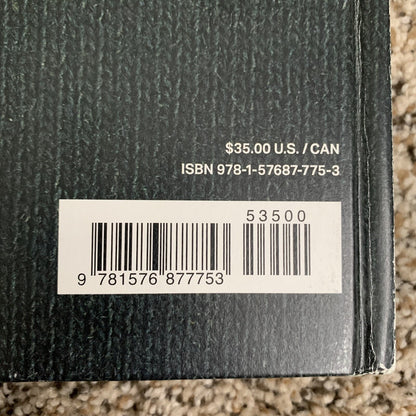 $35.00 U.S. / CAN
ISBN 978-1-57687-775-3
53500
9 781576 877753